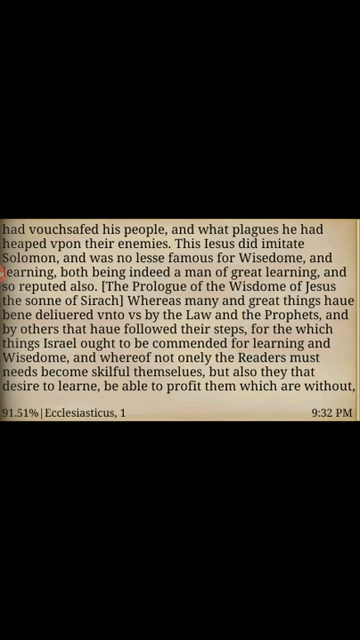 had vouchsafed his people, and what plagues he had
heaped vpon their enemies. This Iesus did imitate
Solomon, and was no lesse famous for Wisedome, and
learning, both being indeed a man of great learning, and
so reputed also. [The Prologue of the Wisdome of Jesus
the sonne of Sirach] Whereas many and great things haue
bene deliuered vnto vs by the Law and the Prophets, and
by others that haue followed their steps, for the which
things Israel ought to be commended for learning and
Wisedome, and whereof not onely the Readers must
needs become skilful themselues, but also they that
desire to learne, be able to profit them which are without,
91.51% | Ecclesiasticus, 1 9:32 PM